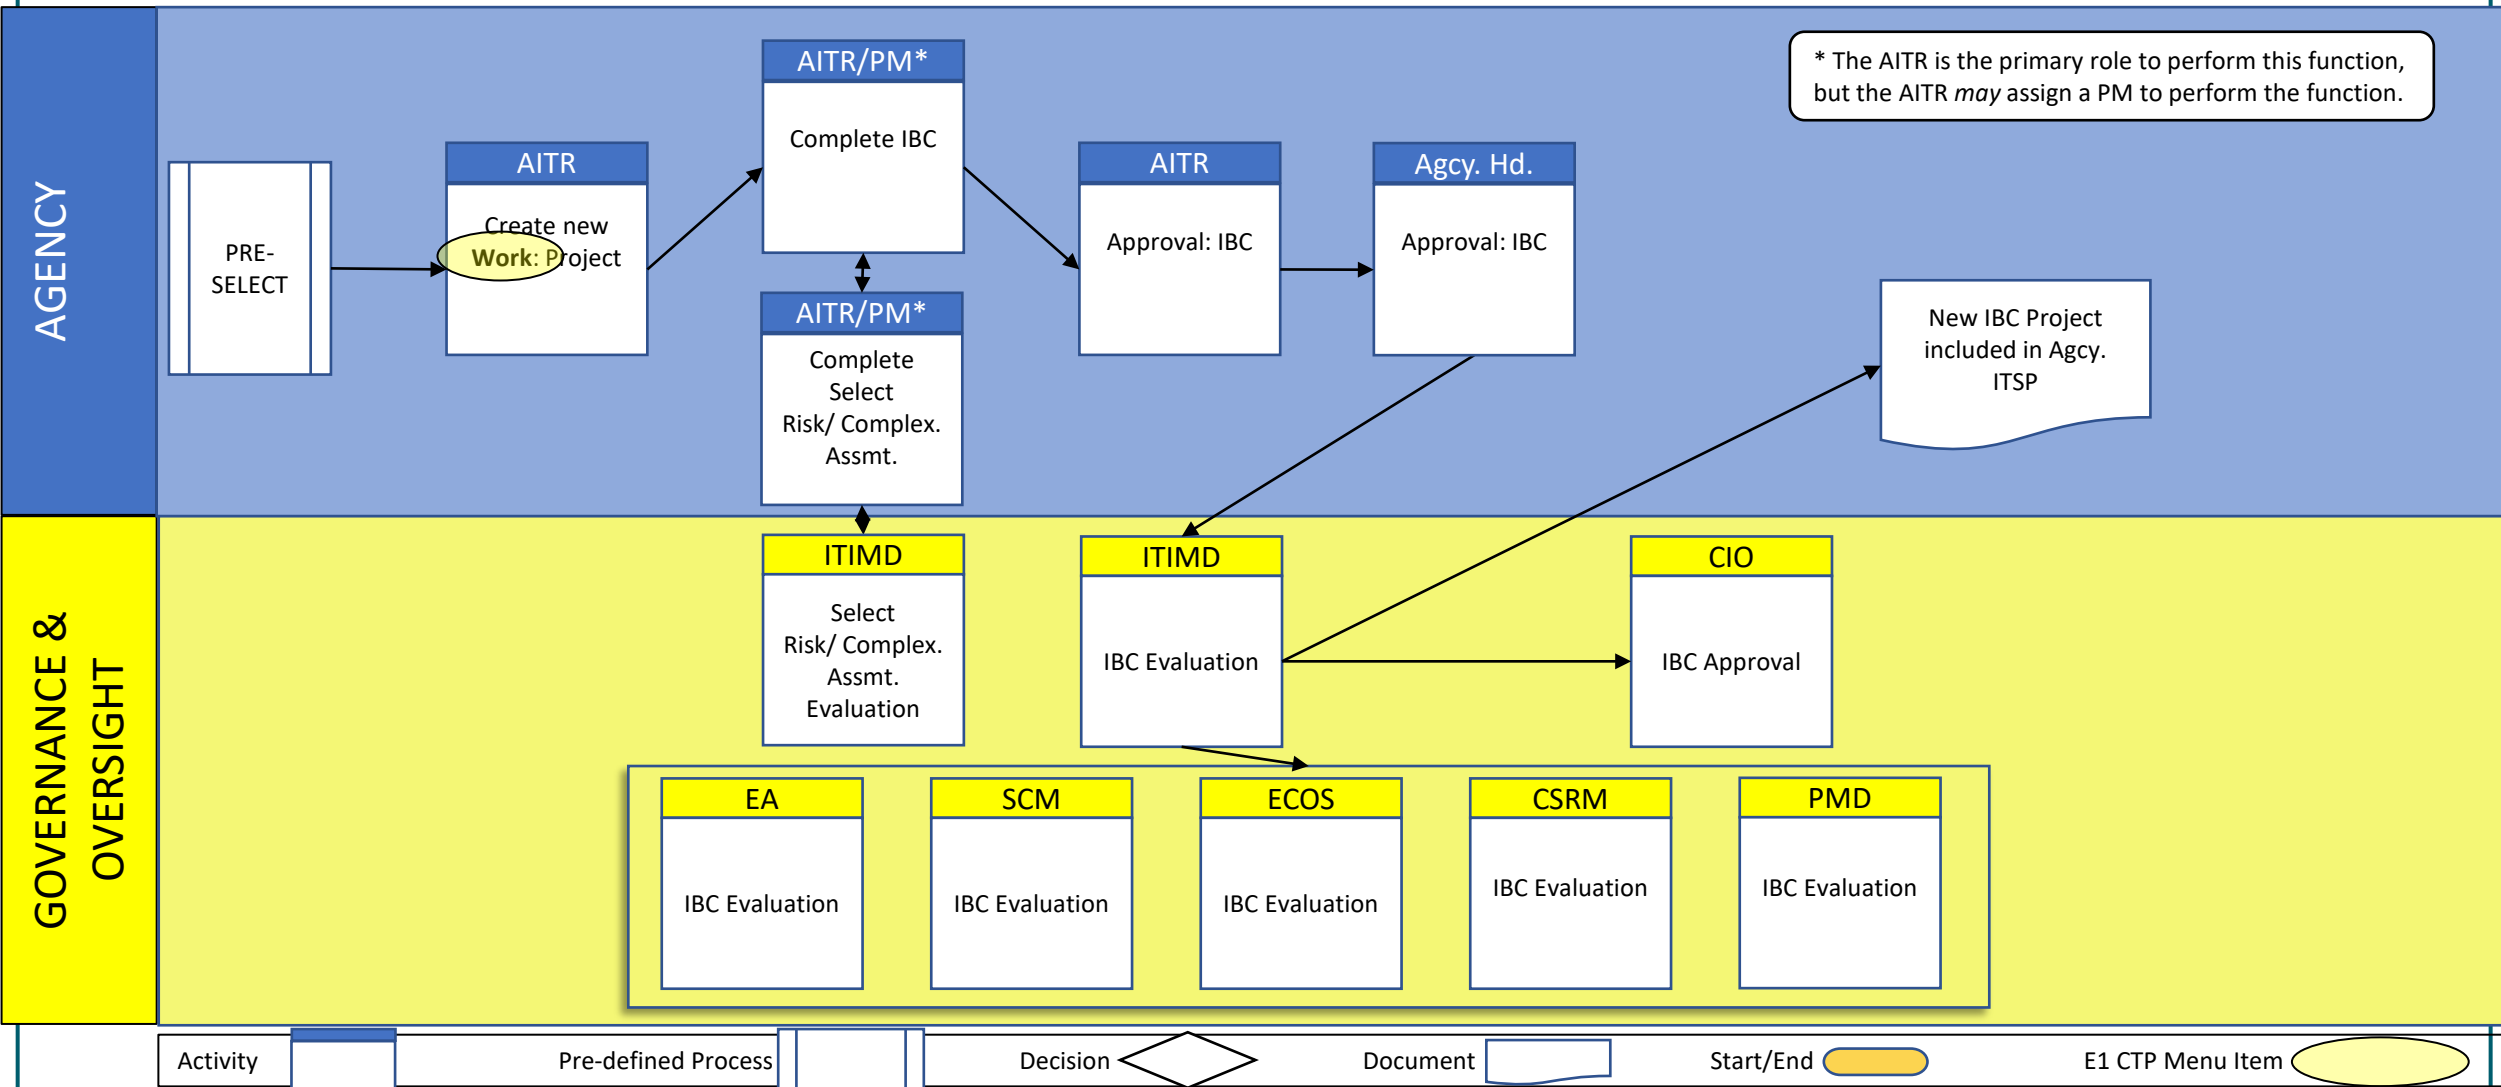 AGENCY
AITR/PM*
Complete IBC
* The AITR is the primary role to perform this function,
but the AITR may assign a PM to perform the function.
PRE-
SELECT
AITR
Create new
Work: Project
AITR
Approval: IBC
Agcy. Hd.
Approval: IBC
AITR/PM*
Complete
Select
Risk/ Complex.
Assmt.
New IBC Project
included in Agcy.
ITSP
GOVERNANCE &
OVERSIGHT
ITIMD
Select
Risk/ Complex.
Assmt.
Evaluation
ITIMD
IBC Evaluation
CIO
IBC Approval
EA
IBC Evaluation
SCM
IBC Evaluation
ECOS
IBC Evaluation
CSRM
IBC Evaluation
PMD
IBC Evaluation
Activity
Pre-defined Process
Decision
Document
Start/End
E1 CTP Menu Item